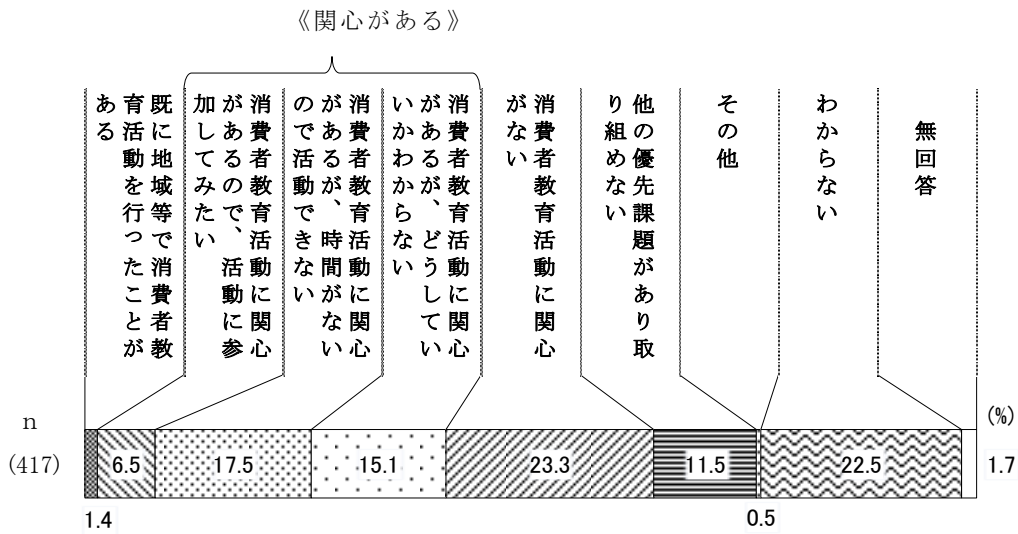 《関心がある》
既に地域等で消費者教
育活動を行ったことが
ある
消費者教育活動に関心
があるので、活動に参
加してみたい
消費者教育活動に関心
があるが、時間がない
ので活動できない
消費者教育活動に関心
があるが、どうしてい
いかわからない
消費者教育活動に関心
がない
他の優先課題があり取
り組めない
その他
わからない
無回答
n
(%)
(417)
6.5
17.5
15.1
23.3
11.5
22.5
1.7
1.4
0.5